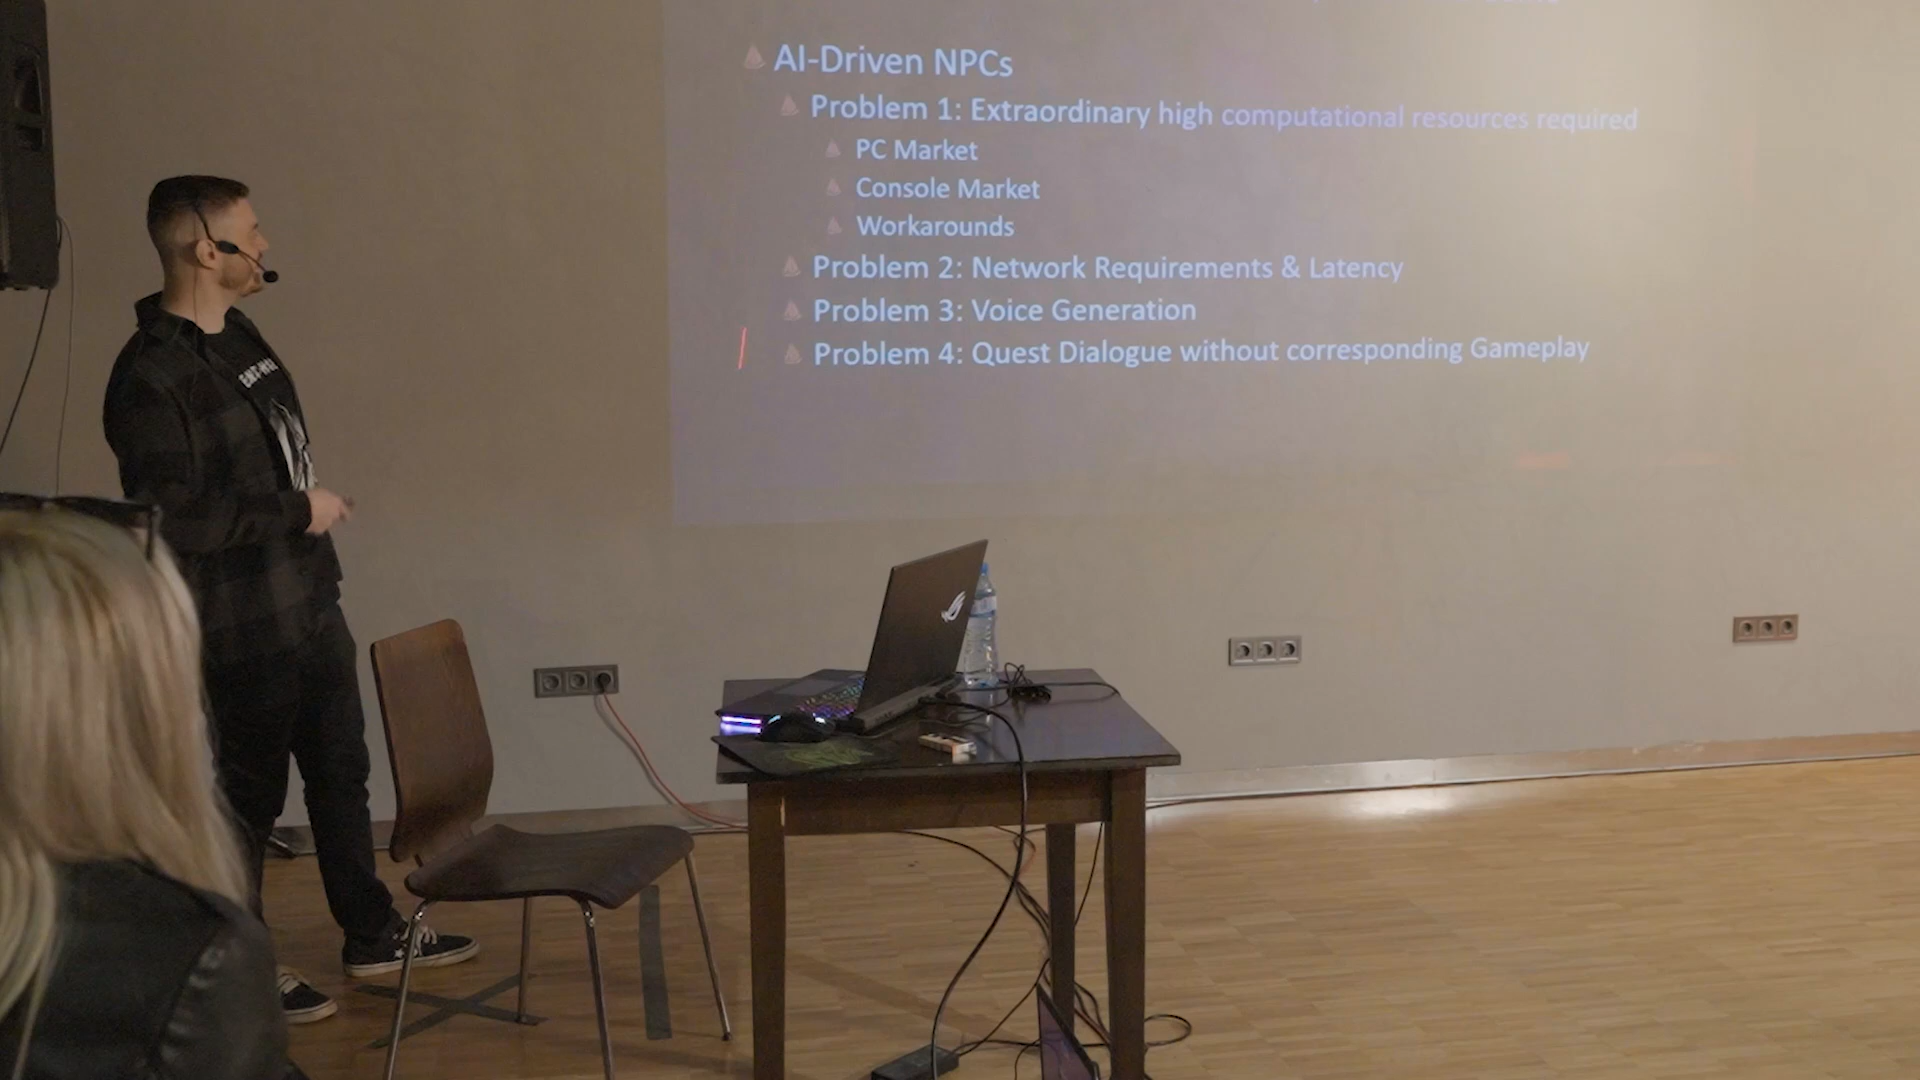 AI-Driven NPCs
Problem 1: Extraordinary high computational resources required
PC Market
Console Market
Workarounds
Problem 2: Network Requirements & Latency
Problem 3: Voice Generation
Problem 4: Quest Dialogue without corresponding Gameplay